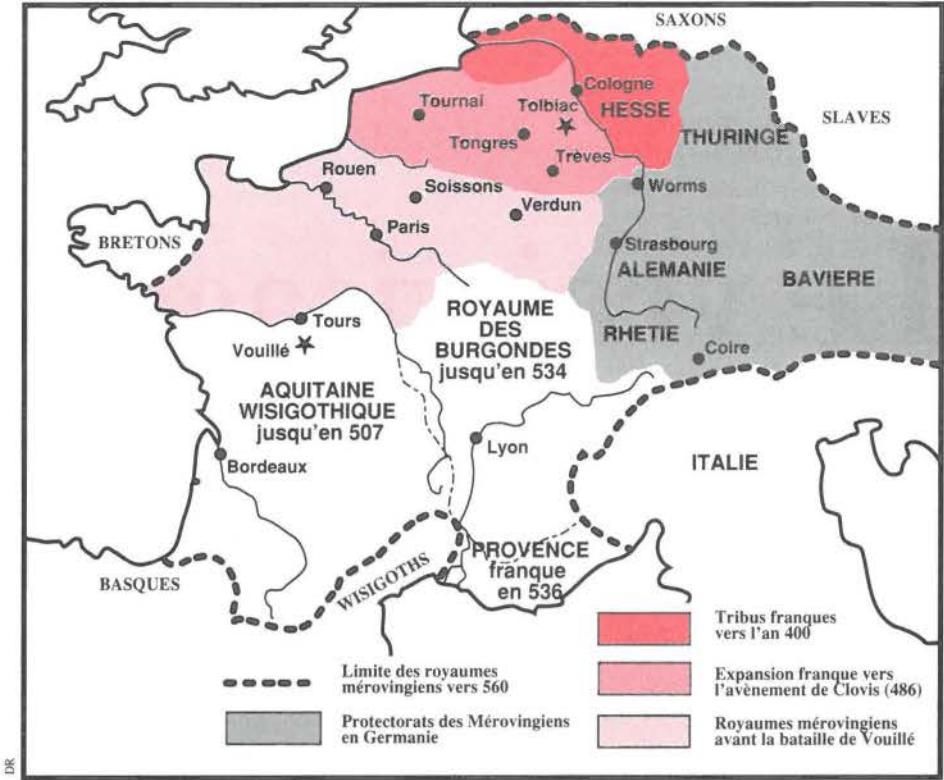 SAXONS
Cologne
HESSE
Tournai
Tolbiac
Tongres
Trèves
THURINGE
SLAVES
Rouen
Soissons
Verdun
Worms
Paris
BRETONS
Strasbourg
ALEMANIE
BAVIERE
Tours
Vouillé
ROYAUME
DES
BURGONDES
jusqu'en 534
RHETIE
Coire
AQUITAINE
WISIGOTHIQUE
jusqu'en 507
Lyon
Bordeaux
ITALIE
BASQUES
WISIGOTHS
PROVENCE
franque
en 536
Limite des royaumes
mérovingiens vers 560
Protectorats des Mérovingiens
en Germanie
Tribus franques
vers l'an 400
Expansion franque vers
l'avènement de Clovis (486)
Royaumes mérovingiens
avant la bataille de Vouillé
DR